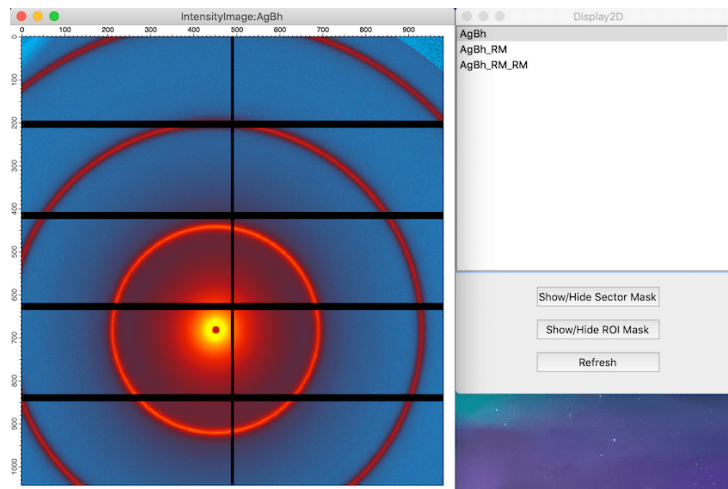 IntensityImage:AgBh
0 100 200 300 400 500 600 700 800 900
0
100
200
300
400
500
600
700
800
900
1000
Display2D
AgBh
AgBh_RM
AgBh_RM_RM
Show/Hide Sector Mask
Show/Hide ROI Mask
Refresh